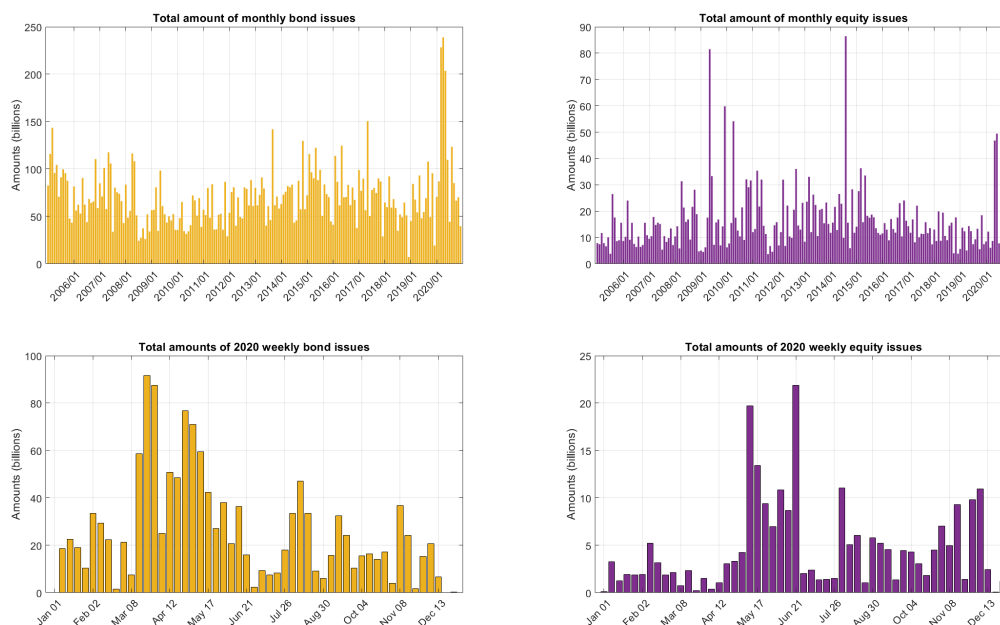 Total amount of monthly bond issues
Amounts (billions)
250
200
150
100
50
0
2006/01 2007/01 2008/01 2009/01 2010/01 2011/01 2012/01 2013/01 2014/01 2015/01 2016/01 2017/01 2018/01 2019/01 2020/01
Total amount of monthly equity issues
Amounts (billions)
90
80
70
60
50
40
30
20
10
0
2006/01 2007/01 2008/01 2009/01 2010/01 2011/01 2012/01 2013/01 2014/01 2015/01 2016/01 2017/01 2018/01 2019/01 2020/01
Total amounts of 2020 weekly bond issues
Amounts (billions)
100
80
60
40
20
0
Jan 01 Feb 02 Mar 08 Apr 12 May 17 Jun 21 Jul 26 Aug 30 Oct 04 Nov 08 Dec 13
Total amounts of 2020 weekly equity issues
Amounts (billions)
25
20
15
10
5
0
Jan 01 Feb 02 Mar 08 Apr 12 May 17 Jun 21 Jul 26 Aug 30 Oct 04 Nov 08 Dec 13